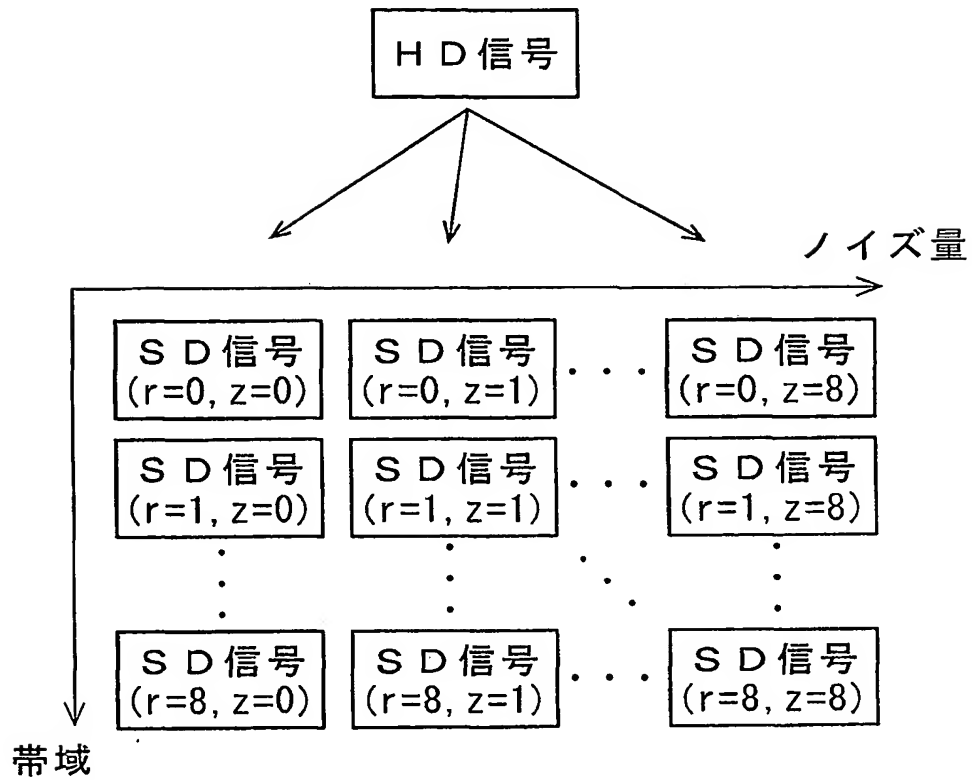 HD信号
ノイズ量
SD信号 SD信号 SD信号
(r=0, z=0) (r=0, z=1) ・・・ (r=0, z=8)
SD信号 SD信号 SD信号
(r=1, z=0) (r=1, z=1) ・・・ (r=1, z=8)
SD信号 SD信号 SD信号
(r=8, z=0) (r=8, z=1) ・・・ (r=8, z=8)
帯域